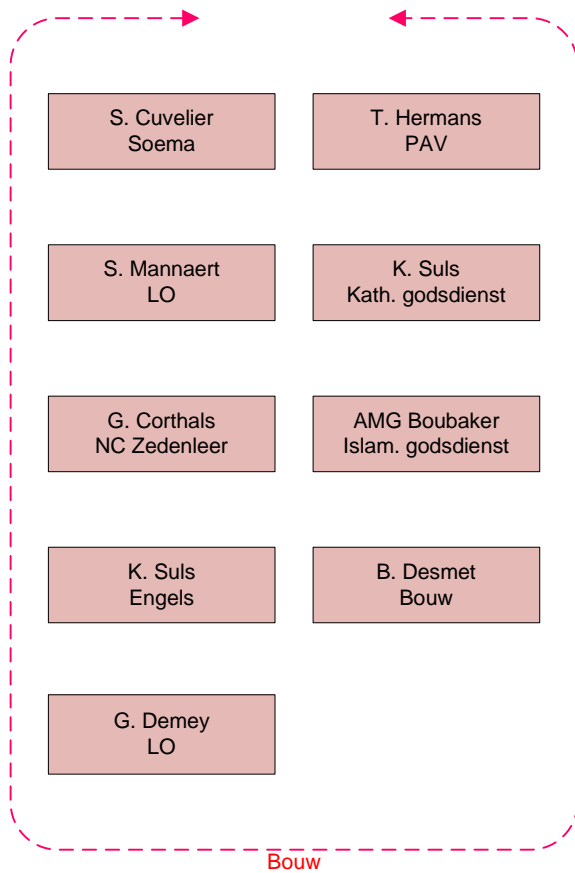 S. Cuvelier
Soema
T. Hermans
PAV
S. Mannaert
LO
K. Suls
Kath. godsdienst
G. Corthals
NC Zedenleer
AMG Boubaker
Islam. godsdienst
K. Suls
Engels
B. Desmet
Bouw
G. Demey
LO
Bouw